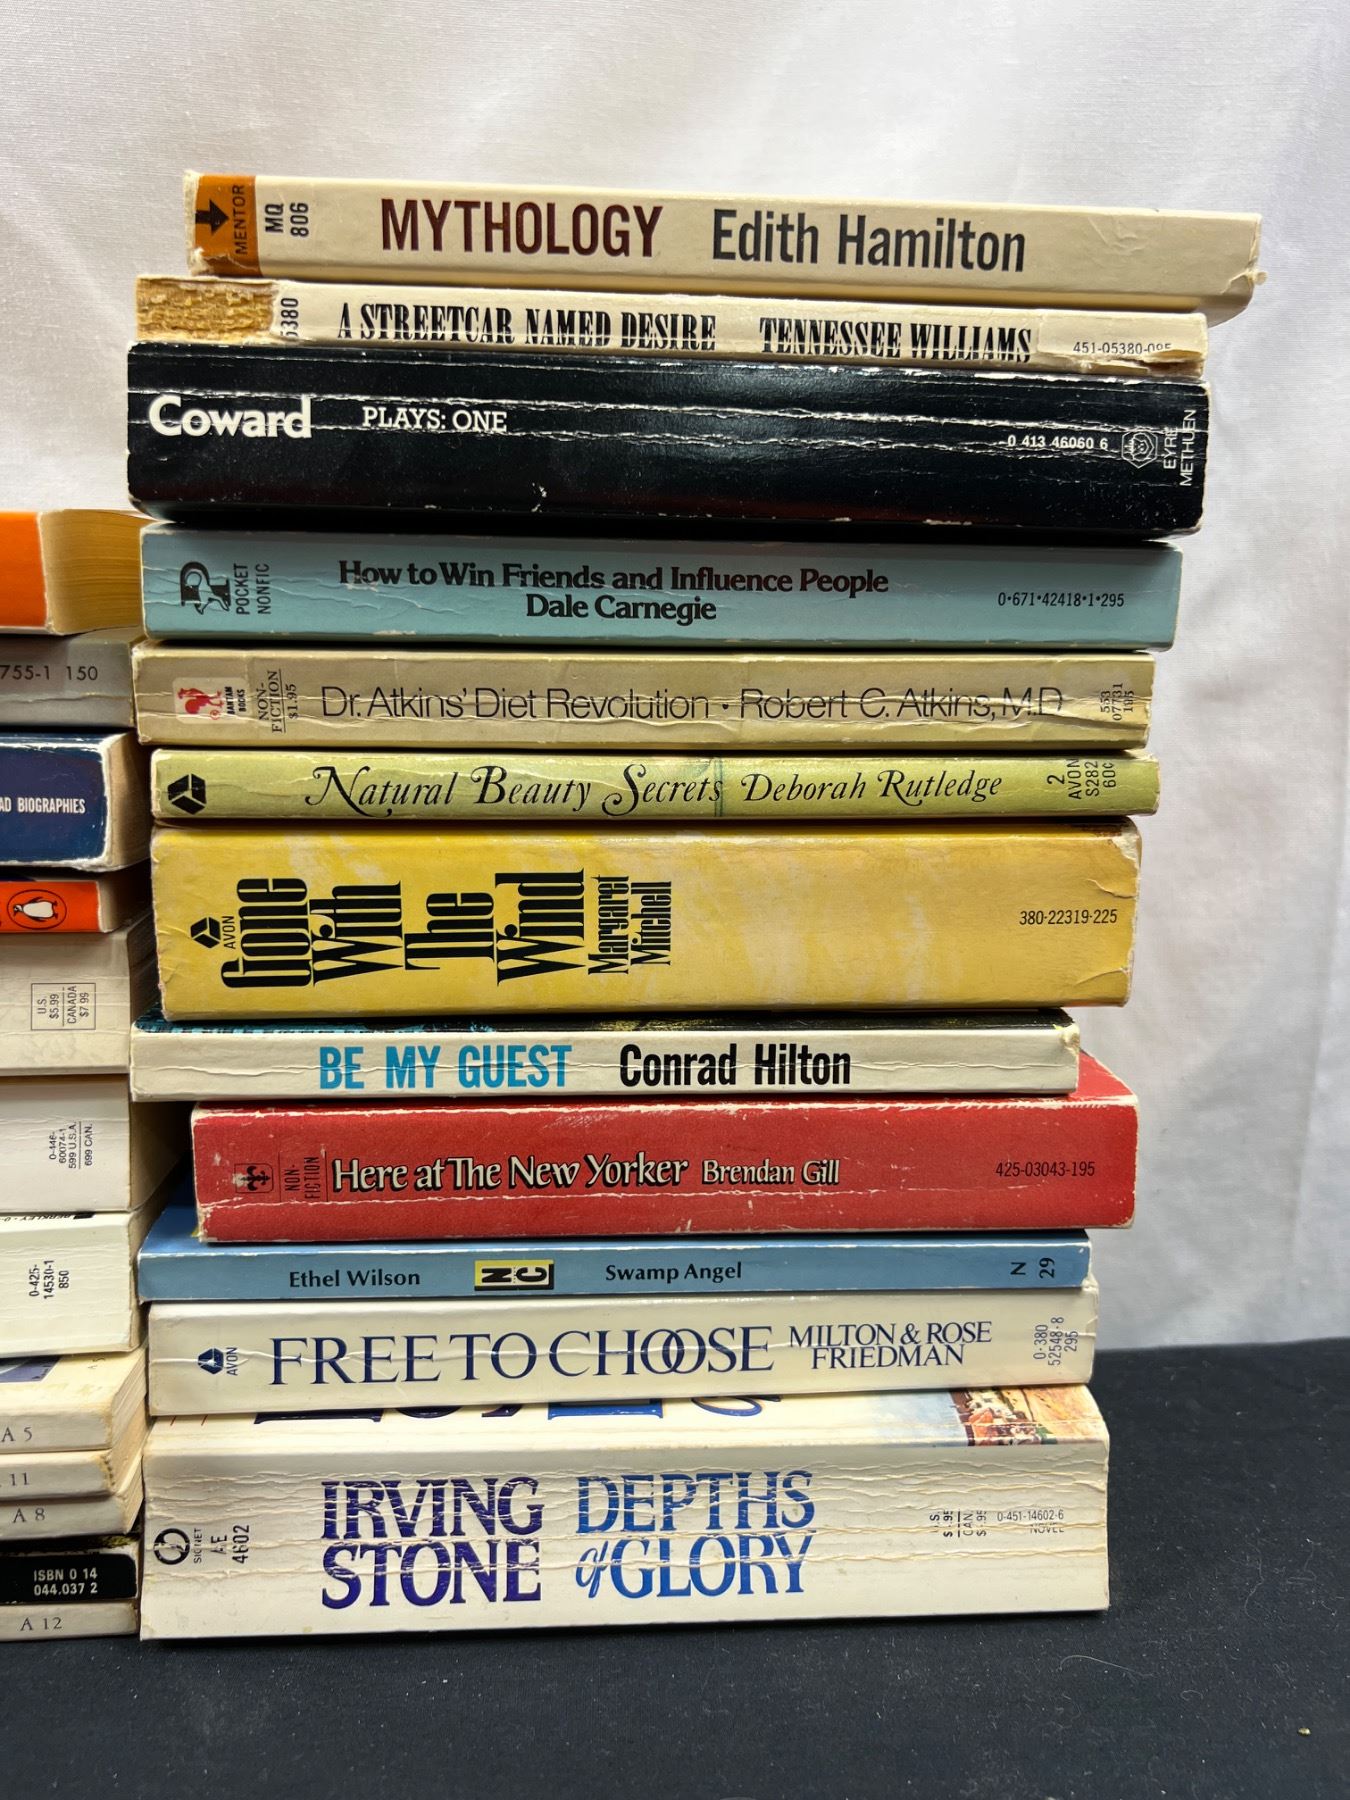 MENTOR
MQ
806
MYTHOLOGY Edith Hamilton
5380
A STREETCAR NAMED DESIRE TENNESSEE WILLIAMS
451-05380-095
Coward PLAYS: ONE
0 413 46060 6
EYRE
METHUEN
POCKET
NONFIC
How to Win Friends and Influence People
Dale Carnegie
0·671·42418·1·295
BANTAM
BOOKS
NON-
FICTION
$1.95
Dr. Atkins' Diet Revolution · Robert C. Atkins, M.D.
553
07731
195
Natural Beauty Secrets Deborah Rutledge
2
AVON
S282
60¢
AVON
Gone
With
The
Wind
Margaret
Mitchell
380-22319-225
BE MY GUEST Conrad Hilton
NON-
FICTION
Here at The New Yorker Brendan Gill
425-03043-195
Ethel Wilson
N
C
L
Swamp Angel
N
29
AVON
FREE TO CHOOSE
MILTON & ROSE
FRIEDMAN
0-380
52548-8
295
SIGNET
AE
4602
IRVING
STONE
DEPTHS
of GLORY
U.S.
CAN.
0-451-14602-6
NOVEL
755-1 150
AD BIOGRAPHIES
U.S.
$5.99
CANADA
$7.99
0-446-
60074-1
599 U.S.A.
699 CAN.
BERKLEY
0-425-
14530-1
850
A 5
11
A 8
ISBN 0 14
044.037 2
A 12